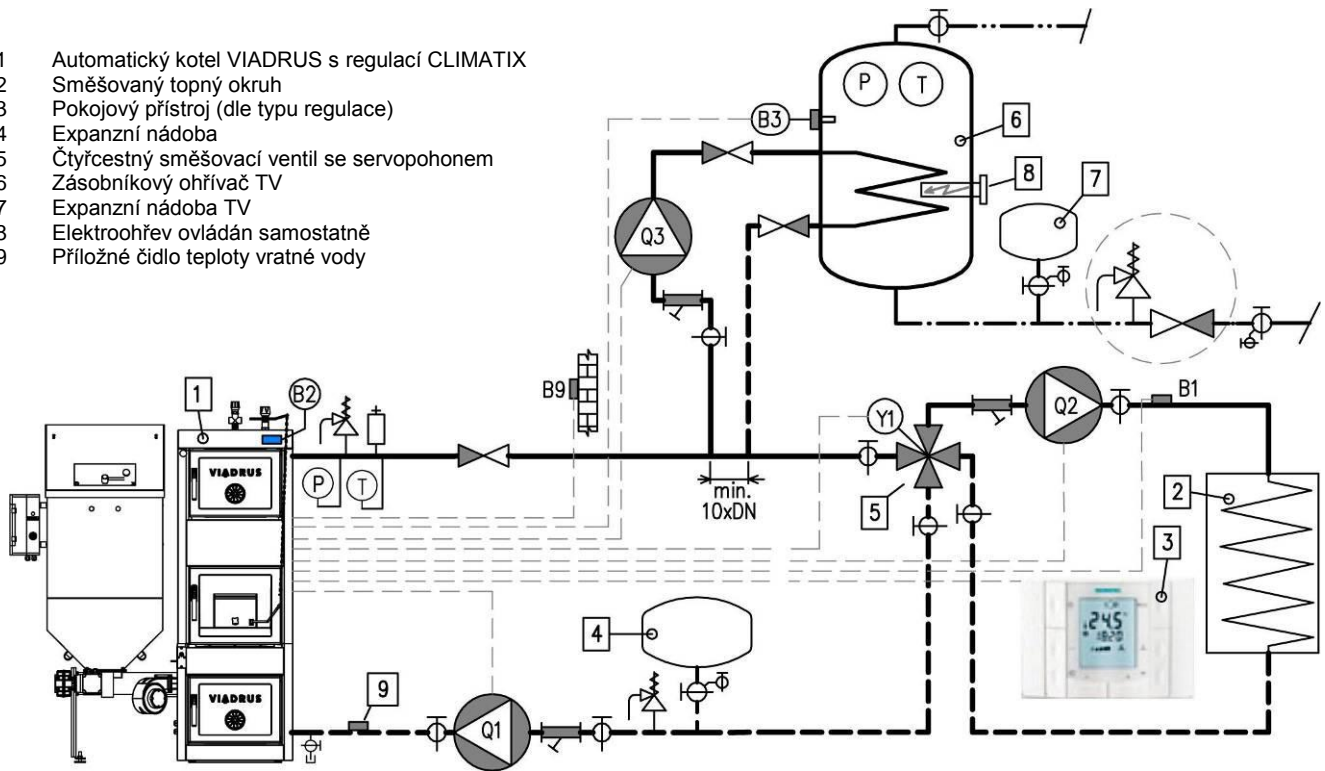 1 Automatický kotel VIADRUS s regulací CLIMATIX
2 Směšovaný topný okruh
3 Pokojový přístroj (dle typu regulace)
4 Expanzní nádoba
5 Čtyřcestný směšovací ventil se servopohonem
6 Zásobníkový ohřívač TV
7 Expanzní nádoba TV
8 Elektroohřev ovládán samostatně
9 Příložné čidlo teploty vratné vody
P T
B3
6
8
7
Q3
B9
1
B2
VIADRUS
P T
min.
10xDN
Y1
5
Q2
B1
2
3
24.5
4
VIADRUS
9
Q1